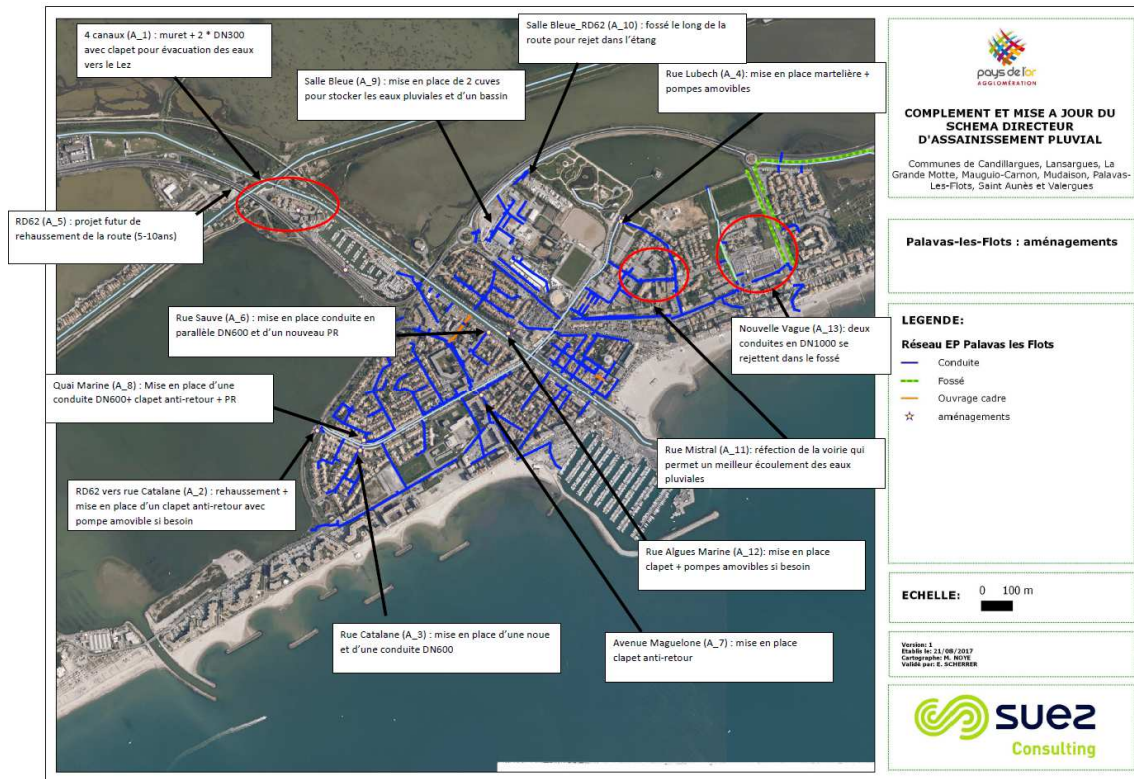 4 canaux (A_1) : muret + 2 * DN300
avec clapet pour évacuation des eaux
vers le Lez
Salle Bleue_RD62 (A_10) : fossé le long de la
route pour rejet dans l'étang
Salle Bleue (A_9) : mise en place de 2 cuves
pour stocker les eaux pluviales et d'un bassin
Rue Lubech (A_4): mise en place martelière +
pompes amovibles
RD62 (A_5) : projet futur de
rehaussement de la route (5-10ans)
Rue Sauve (A_6) : mise en place conduite en
parallèle DN600 et d'un nouveau PR
Nouvelle Vague (A_13): deux
conduites en DN1000 se
rejettent dans le fossé
Quai Marine (A_8) : Mise en place d'une
conduite DN600+ clapet anti-retour + PR
Rue Mistral (A_11): réfection de la voirie qui
permet un meilleur écoulement des eaux
pluviales
RD62 vers rue Catalane (A_2) : rehaussement +
mise en place d'un clapet anti-retour avec
pompe amovible si besoin
Rue Algues Marine (A_12): mise en place
clapet + pompes amovibles si besoin
Rue Catalane (A_3) : mise en place d'une noue
et d'une conduite DN600
Avenue Maguelone (A_7) : mise en place
clapet anti-retour
pays de l'or
AGGLOMÉRATION
COMPLEMENT ET MISE A JOUR DU
SCHEMA DIRECTEUR
D'ASSAINISSEMENT PLUVIAL
Communes de Candillargues, Lansargues, La
Grande Motte, Mauguio-Carnon, Mudaison, Palavas-
Les-Flots, Saint Aunès et Valergues
Palavas-les-Flots : aménagements
LEGENDE:
Réseau EP Palavas les Flots
Conduite
Fossé
Ouvrage cadre
aménagements
ECHELLE: 0 100 m
Version: 1
Etablis le: 21/08/2017
Cartographe: M. NOYE
Validé par: E. SCHERRER
suez
Consulting